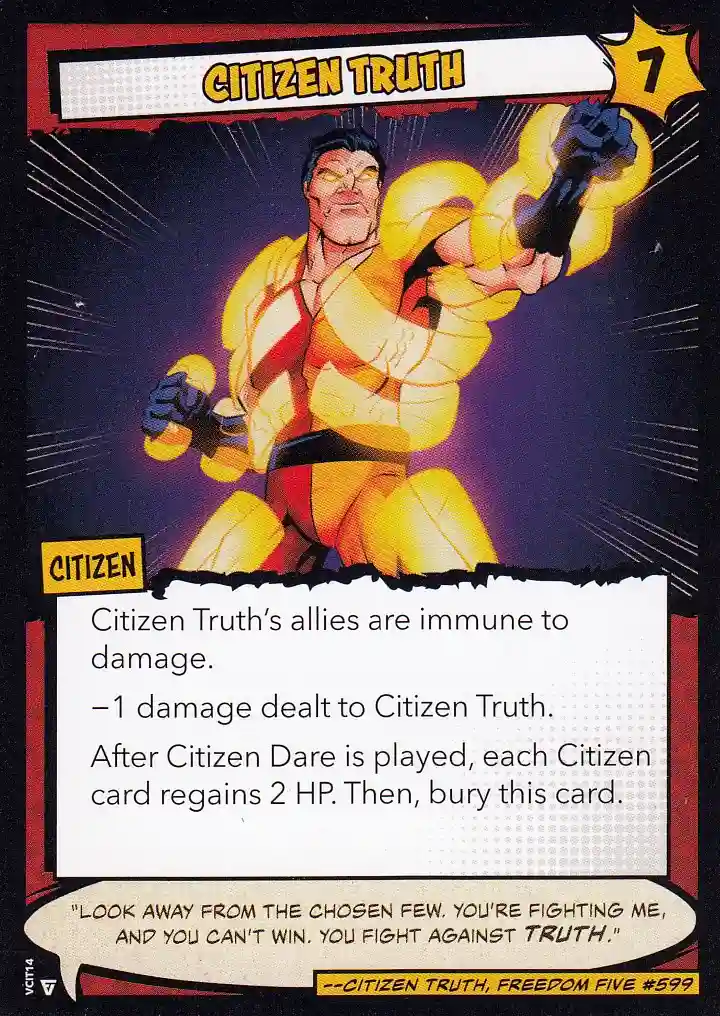 CITIZEN TRUTH
7
CITIZEN
Citizen Truth's allies are immune to
damage.
−1 damage dealt to Citizen Truth.
After Citizen Dare is played, each Citizen
card regains 2 HP. Then, bury this card.
"LOOK AWAY FROM THE CHOSEN FEW. YOU'RE FIGHTING ME,
AND YOU CAN'T WIN. YOU FIGHT AGAINST TRUTH."
--CITIZEN TRUTH, FREEDOM FIVE #599
VCIT14